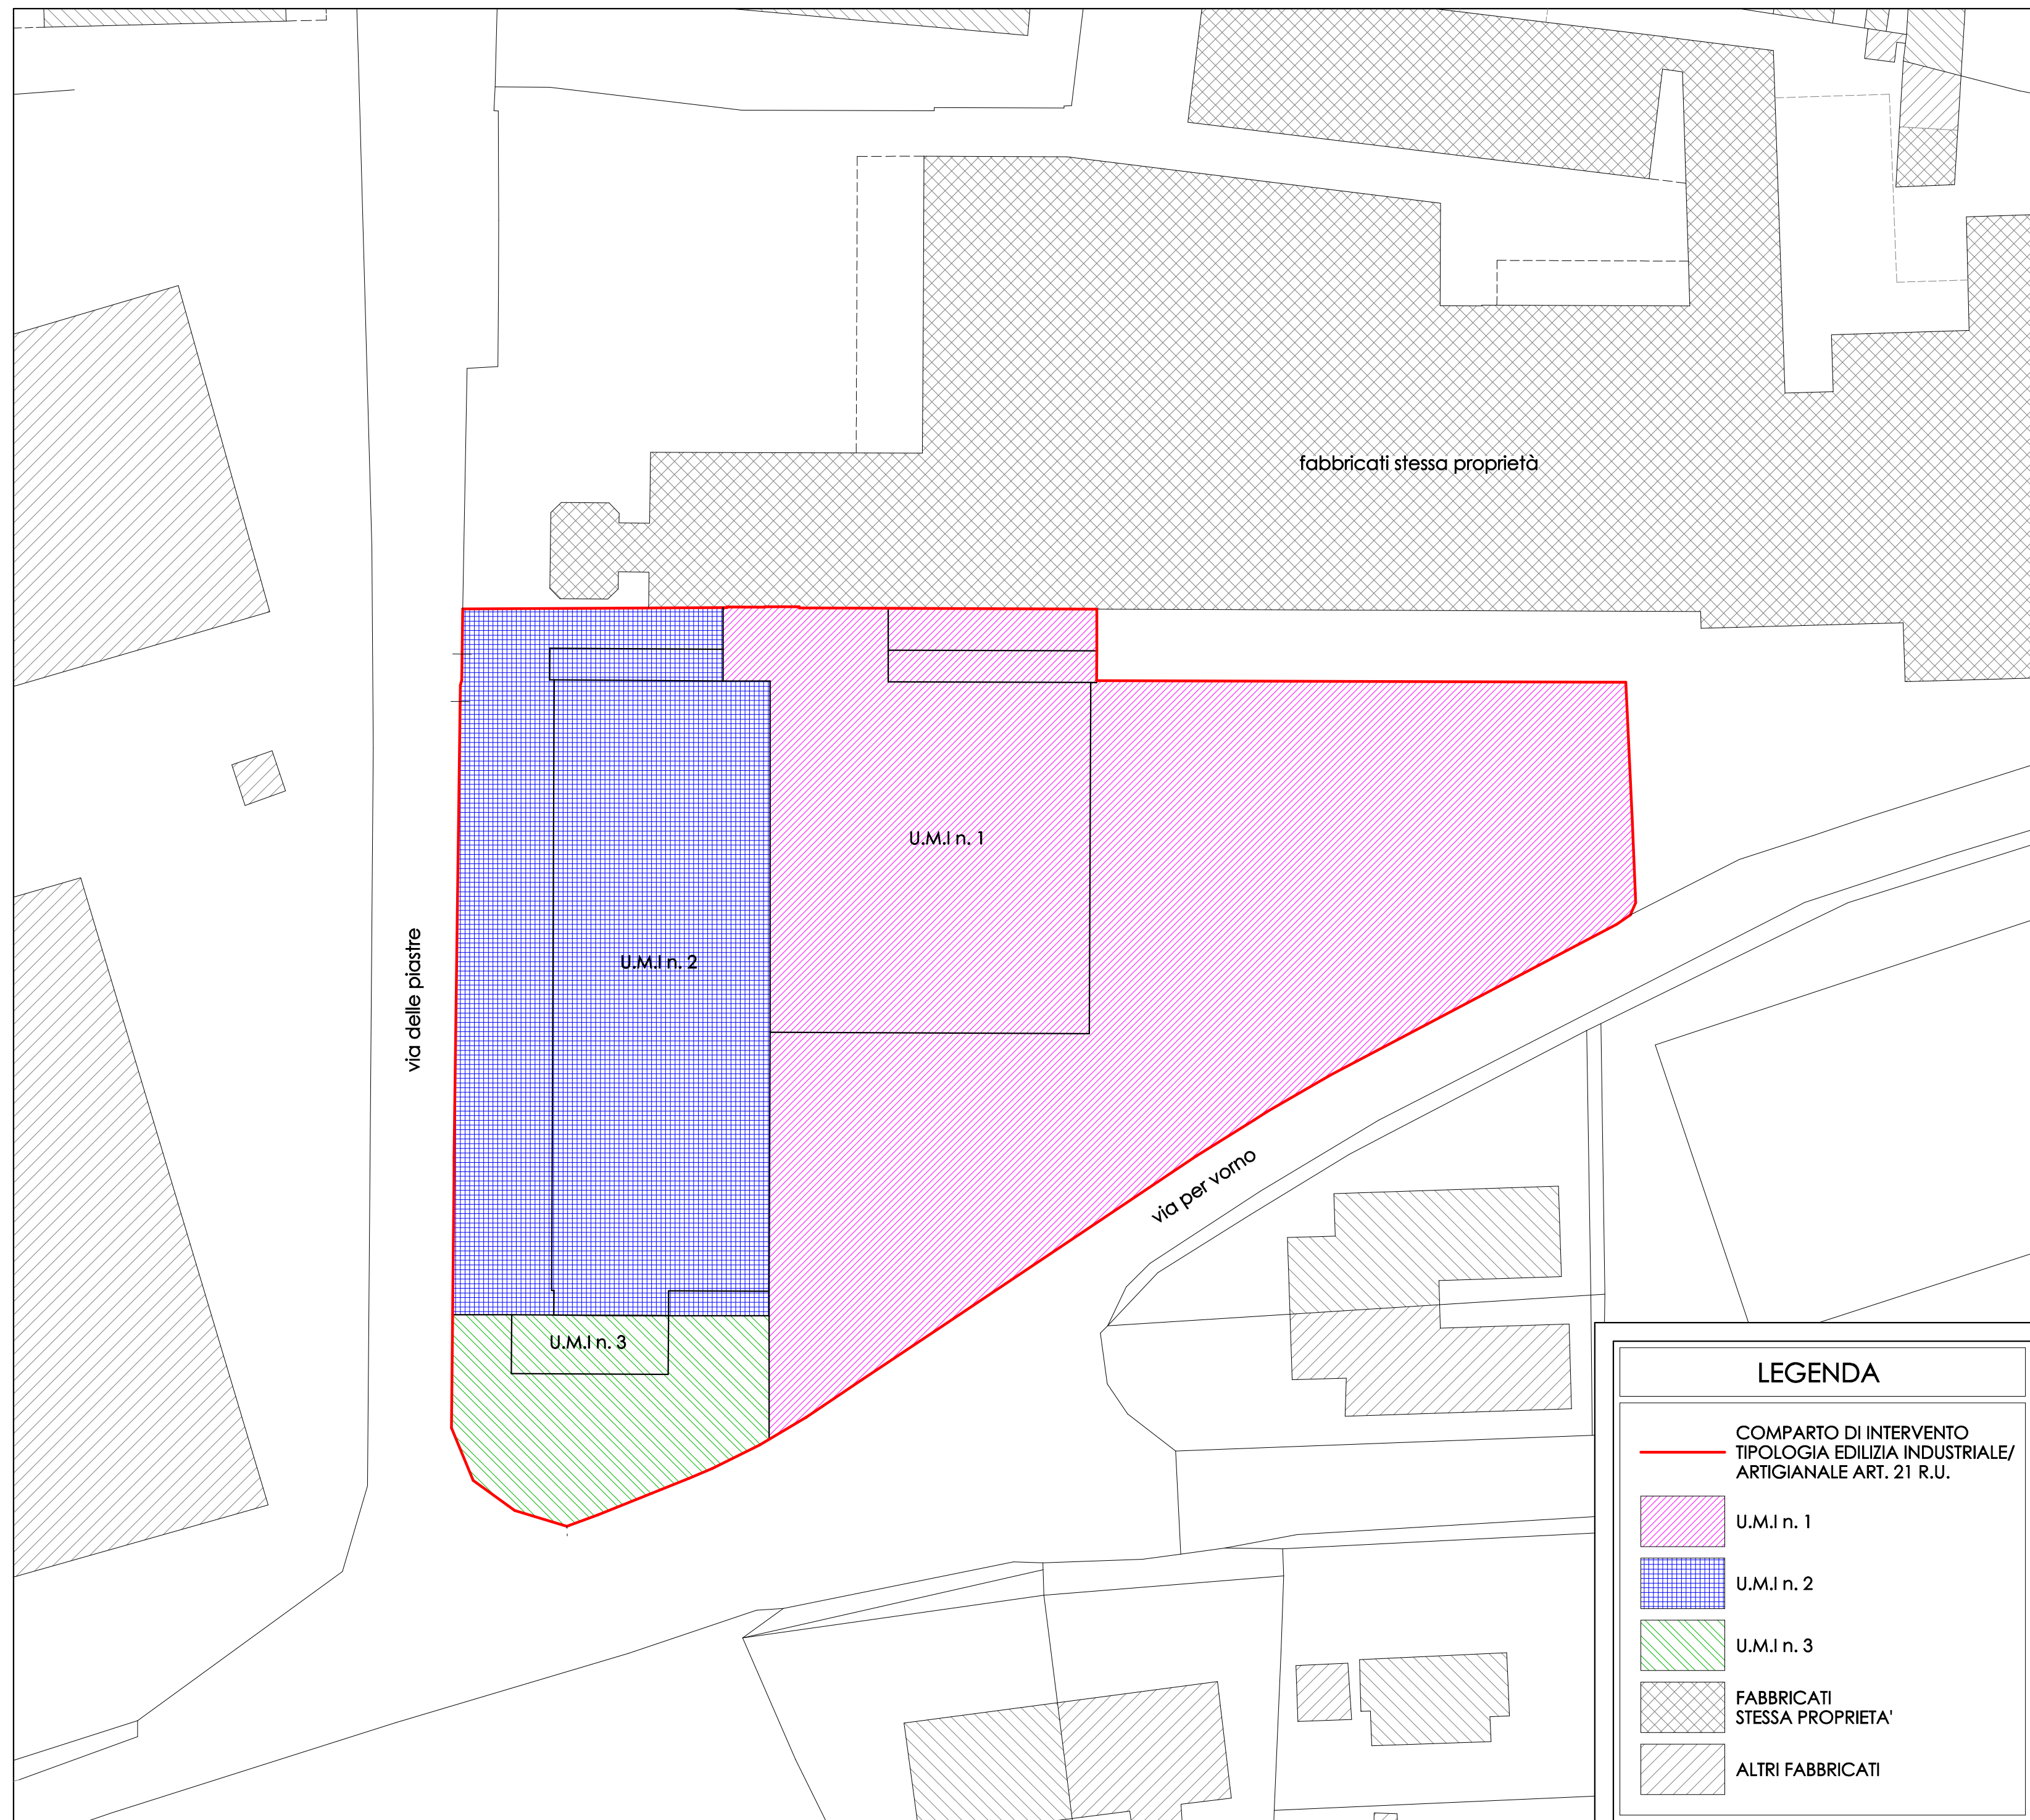 fabbricati stessa proprietà
U.M.I n. 1
U.M.I n. 2
via delle piastre
via per vorno
U.M.I n. 3
LEGENDA
COMPARTO DI INTERVENTO
TIPOLOGIA EDILIZIA INDUSTRIALE/
ARTIGIANALE ART. 21 R.U.
U.M.I n. 1
U.M.I n. 2
U.M.I n. 3
FABBRICATI
STESSA PROPRIETA'
ALTRI FABBRICATI